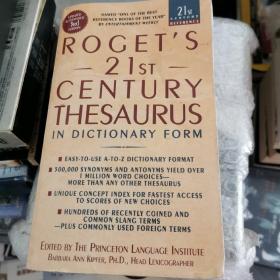 NAMED "ONE OF THE BEST
REFERENCE BOOKS OF THE YEAR"
BY ENTERTAINMENT WEEKLY
21st
CENTURY
REFERENCE
ROGET'S
21ST
CENTURY
THESAURUS
IN DICTIONARY FORM
• EASY-TO-USE A-TO-Z DICTIONARY FORMAT
• 500,000 SYNONYMS AND ANTONYMS YIELD OVER
1 MILLION WORD CHOICES—
MORE THAN ANY OTHER THESAURUS
• UNIQUE CONCEPT INDEX FOR FASTEST ACCESS
TO SCORES OF NEW CHOICES
• HUNDREDS OF RECENTLY COINED AND
COMMON SLANG TERMS
—PLUS COMMONLY USED FOREIGN TERMS
EDITED BY THE PRINCETON LANGUAGE INSTITUTE
BARBARA ANN KIPFER, PH.D., HEAD LEXICOGRAPHER